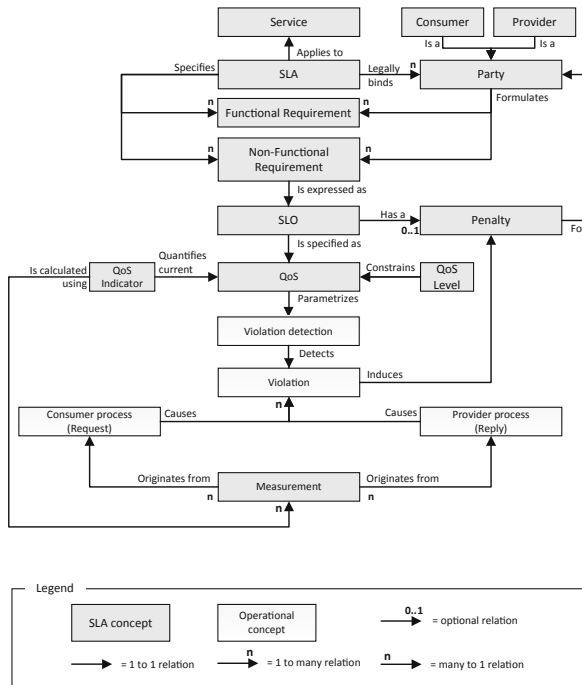 Service
Consumer
Provider
Applies to
Is a
Is a
Specifies
SLA
Legally
binds
n
Party
Formulates
n
Functional Requirement
n
n
Non-Functional
Requirement
n
Is expressed as
SLO
Has a
0..1
Penalty
Fo
Is specified as
Is calculated
using
QoS
Indicator
Quantifies
current
QoS
Constrains
QoS
Level
Parametrizes
Violation detection
Detects
Violation
Induces
n
Consumer process
(Request)
Causes
Causes
Provider process
(Reply)
Originates from
n
Measurement
Originates from
n
n
Legend
SLA concept
Operational
concept
0..1
= optional relation
= 1 to 1 relation
n
= 1 to many relation
n
= many to 1 relation